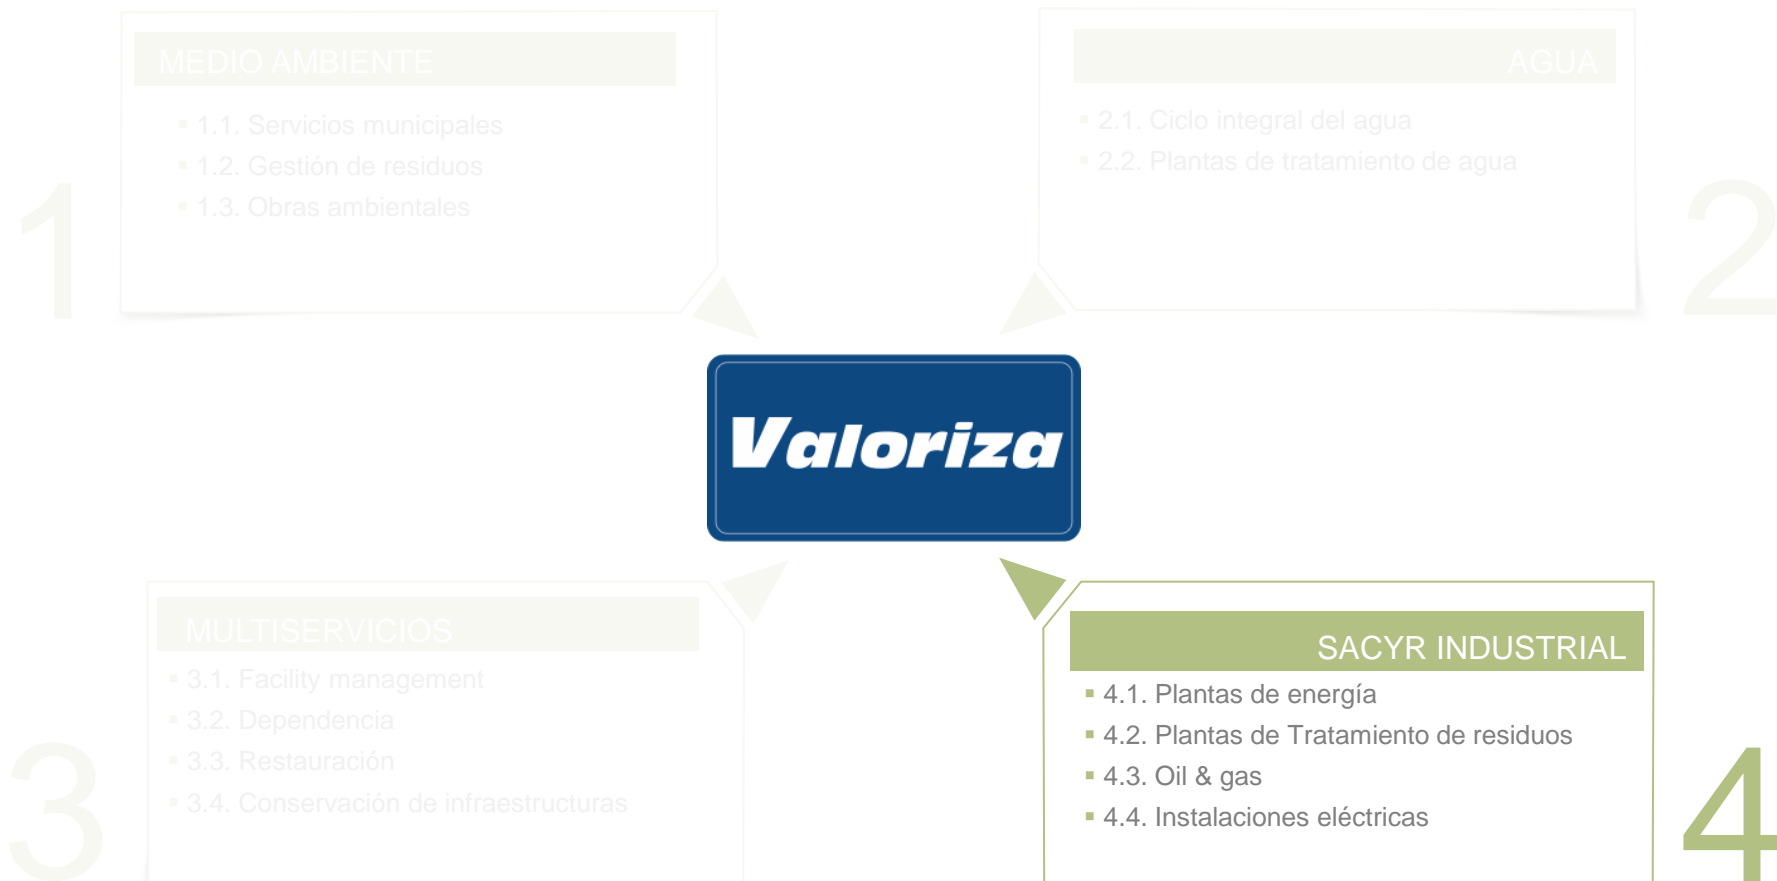 1
MEDIO AMBIENTE
1.1. Servicios municipales
1.2. Gestión de residuos
1.3. Obras ambientales
2
AGUA
2.1. Ciclo integral del agua
2.2. Plantas de tratamiento de agua
Valoriza
3
MULTISERVICIOS
3.1. Facility management
3.2. Dependencia
3.3. Restauración
3.4. Conservación de infraestructuras
4
SACYR INDUSTRIAL
4.1. Plantas de energía
4.2. Plantas de Tratamiento de residuos
4.3. Oil & gas
4.4. Instalaciones eléctricas